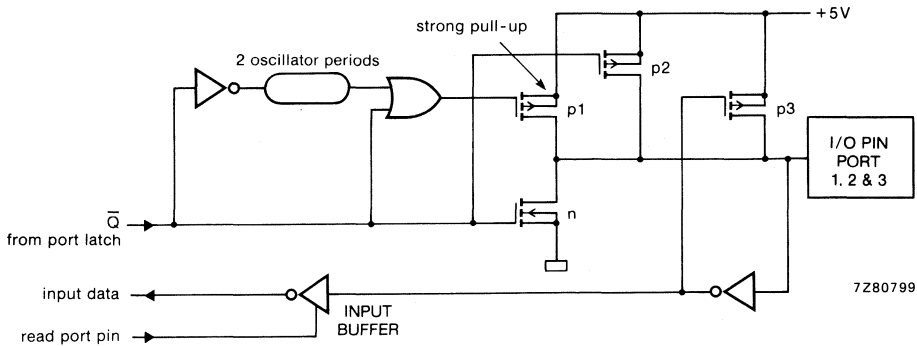 +5V
strong pull-up
2 oscillator periods
p2
p1
p3
I/O PIN
PORT
1, 2 & 3
n
Q̅
from port latch
input data
INPUT
BUFFER
read port pin
7Z80799